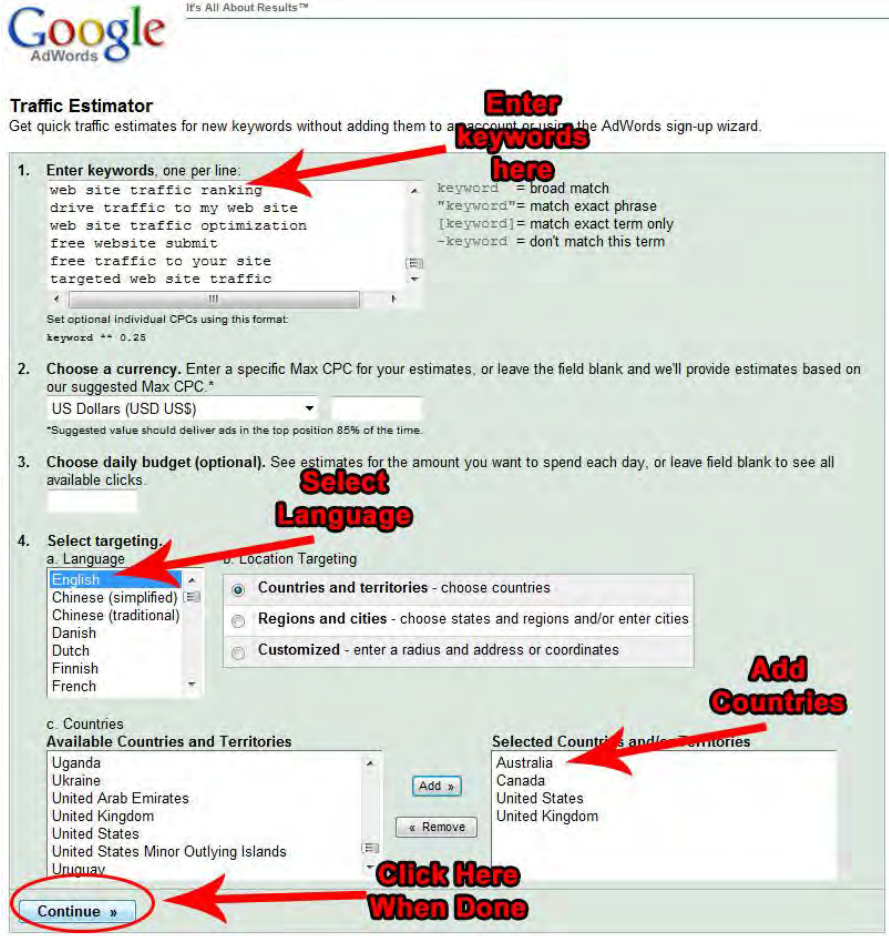 It's All About Results™
Google
AdWords
Traffic Estimator
Get quick traffic estimates for new keywords without adding them to an account or using the AdWords sign-up wizard.
Enter
keywords
here
1. Enter keywords, one per line:
web site traffic ranking
drive traffic to my web site
web site traffic optimization
free website submit
free traffic to your site
targeted web site traffic
keyword = broad match
"keyword"= match exact phrase
[keyword]= match exact term only
-keyword = don't match this term
Set optional individual CPCs using this format:
keyword ** 0.25
2. Choose a currency. Enter a specific Max CPC for your estimates, or leave the field blank and we'll provide estimates based on
our suggested Max CPC.*
US Dollars (USD US$)
*Suggested value should deliver ads in the top position 85% of the time.
3. Choose daily budget (optional). See estimates for the amount you want to spend each day, or leave field blank to see all
available clicks.
Select
Language
4. Select targeting.
a. Language
b. Location Targeting
English
Chinese (simplified)
Chinese (traditional)
Danish
Dutch
Finnish
French
Countries and territories - choose countries
Regions and cities - choose states and regions and/or enter cities
Customized - enter a radius and address or coordinates
Add
Countries
c. Countries
Available Countries and Territories
Uganda
Ukraine
United Arab Emirates
United Kingdom
United States
United States Minor Outlying Islands
Uruguay
Add »
« Remove
Selected Countries and/or Territories
Australia
Canada
United States
United Kingdom
Click Here
When Done
Continue »